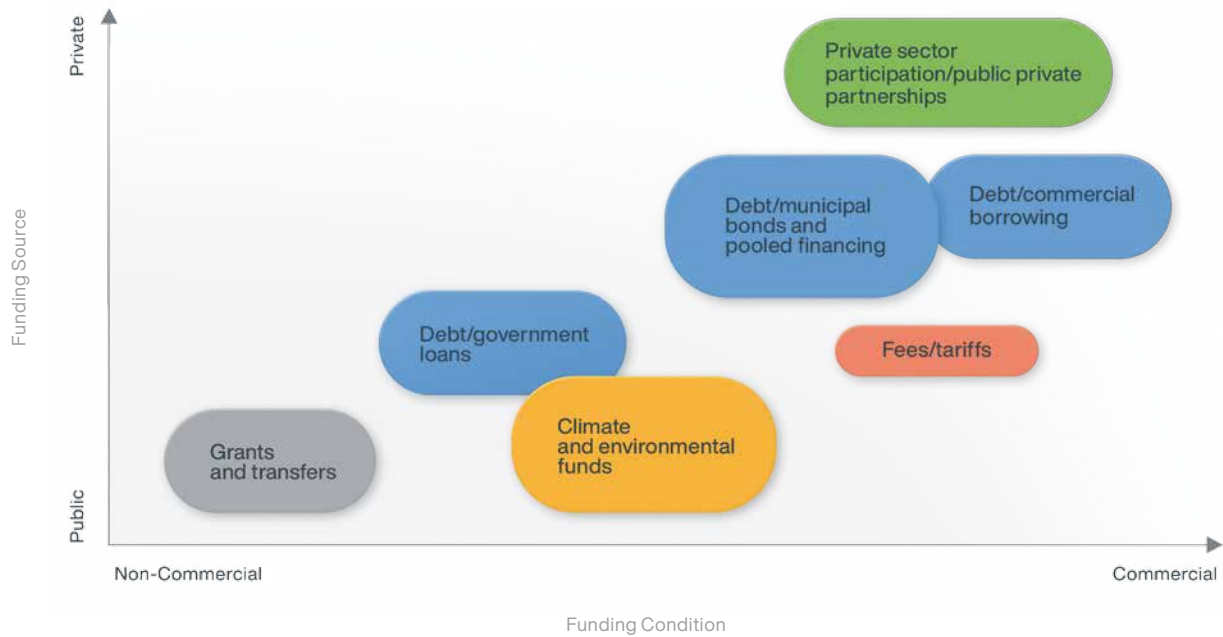 Private
Private sector
participation/public private
partnerships
Debt/municipal
bonds and
pooled financing
Debt/commercial
borrowing
Funding Source
Debt/government
loans
Fees/tariffs
Climate
and environmental
funds
Grants
and transfers
Public
Non-Commercial
Commercial
Funding Condition